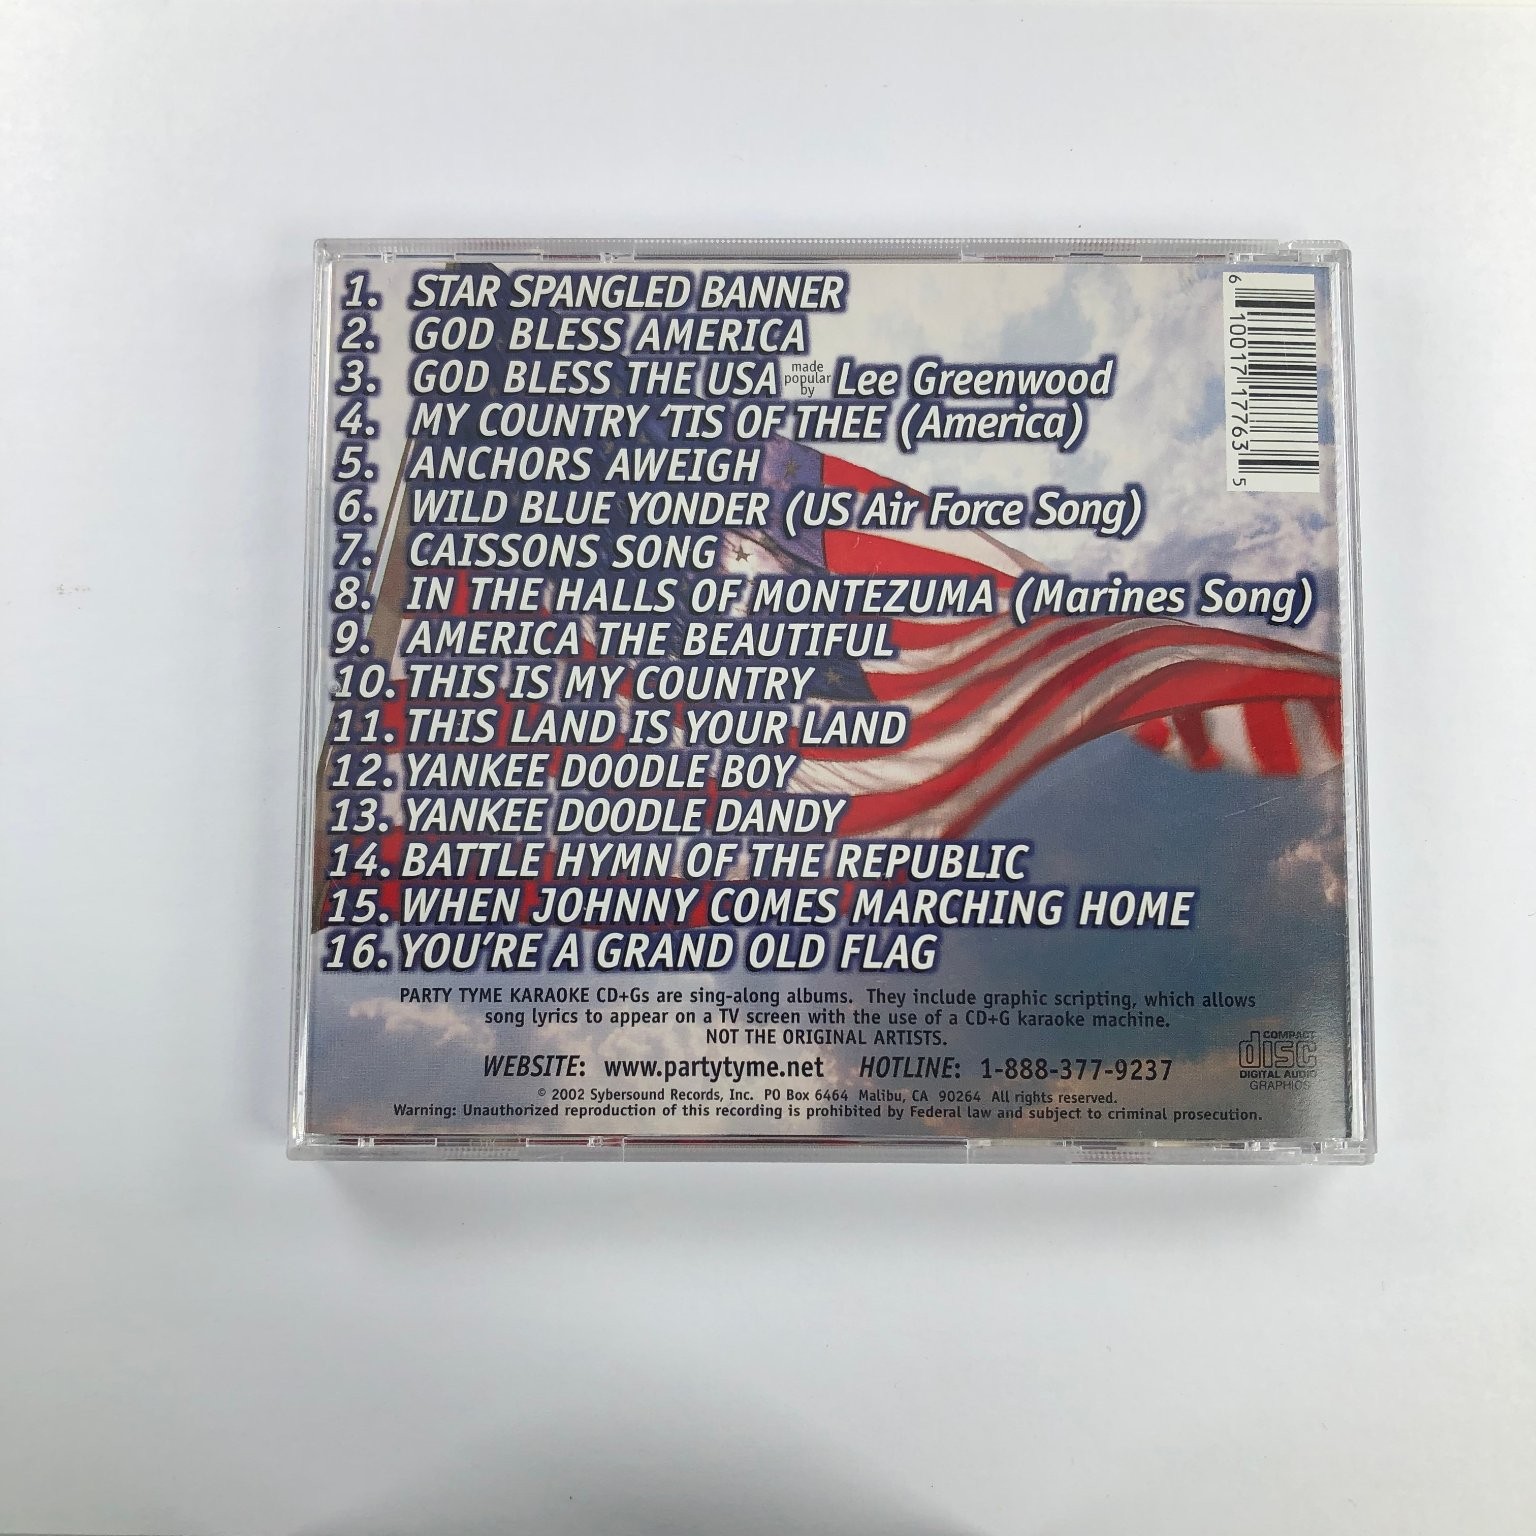 1. STAR SPANGLED BANNER
2. GOD BLESS AMERICA
3. GOD BLESS THE USA made popular by Lee Greenwood
4. MY COUNTRY 'TIS OF THEE (America)
5. ANCHORS AWEIGH
6. WILD BLUE YONDER (US Air Force Song)
7. CAISSONS SONG
8. IN THE HALLS OF MONTEZUMA (Marines Song)
9. AMERICA THE BEAUTIFUL
10. THIS IS MY COUNTRY
11. THIS LAND IS YOUR LAND
12. YANKEE DOODLE BOY
13. YANKEE DOODLE DANDY
14. BATTLE HYMN OF THE REPUBLIC
15. WHEN JOHNNY COMES MARCHING HOME
16. YOU'RE A GRAND OLD FLAG
6 10017 17763 5
PARTY TYME KARAOKE CD+Gs are sing-along albums. They include graphic scripting, which allows
song lyrics to appear on a TV screen with the use of a CD+G karaoke machine.
NOT THE ORIGINAL ARTISTS.
WEBSITE: www.partytyme.net HOTLINE: 1-888-377-9237
© 2002 Sybersound Records, Inc. PO Box 6464 Malibu, CA 90264 All rights reserved.
Warning: Unauthorized reproduction of this recording is prohibited by Federal law and subject to criminal prosecution.
COMPACT
disc
DIGITAL AUDIO
GRAPHICS